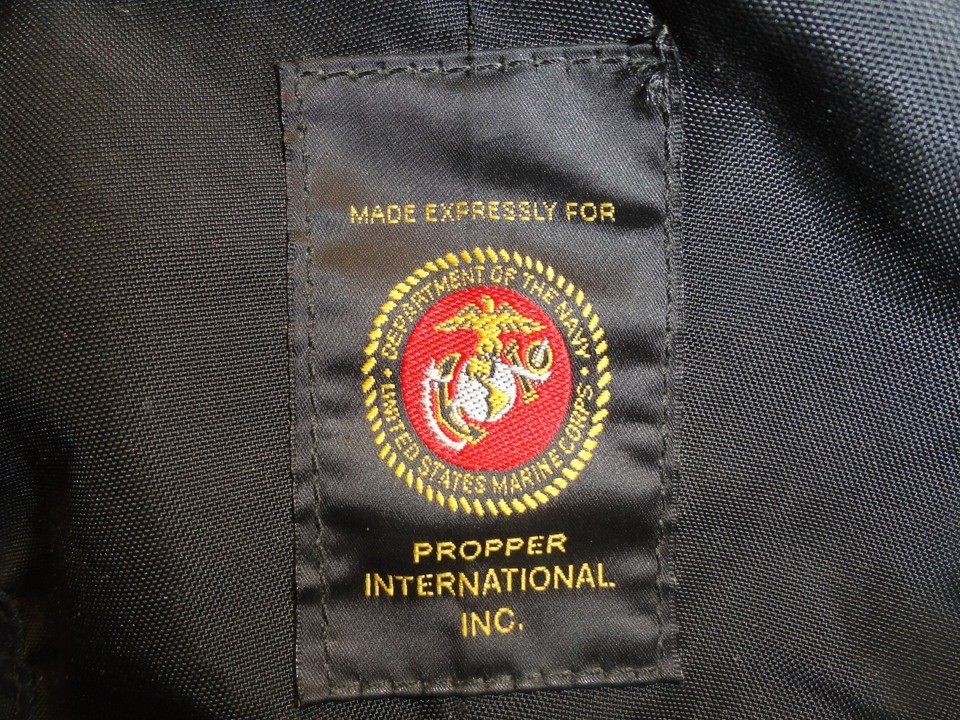 MADE EXPRESSLY FOR
DEPARTMENT OF THE NAVY
• UNITED STATES MARINE CORPS •
PROPPER
INTERNATIONAL
INC.